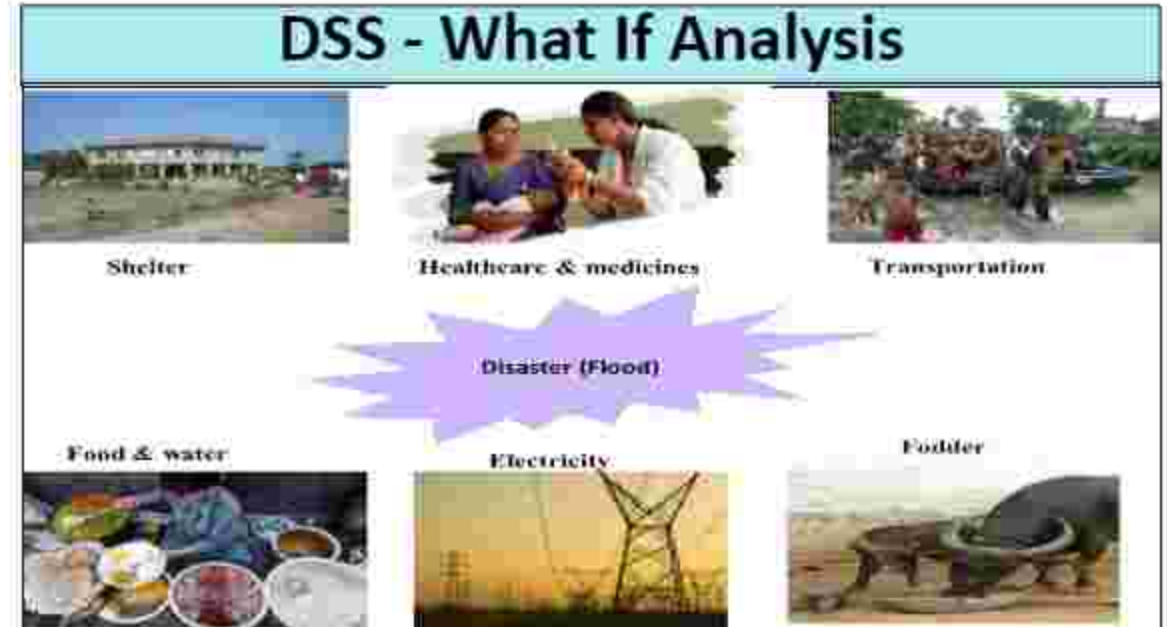 DSS - What If Analysis
Shelter
Healthcare & medicines
Transportation
Disaster (Flood)
Food & water
Electricity
Fodder